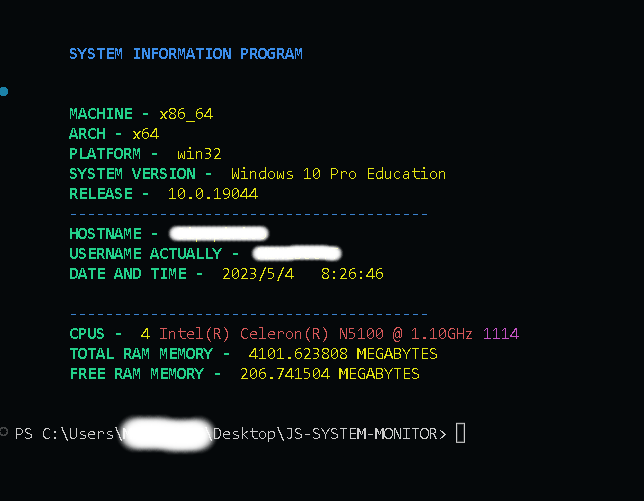 SYSTEM INFORMATION PROGRAM
MACHINE - x86_64
ARCH - x64
PLATFORM -  win32
SYSTEM VERSION -  Windows 10 Pro Education
RELEASE -  10.0.19044
----------------------------------------
HOSTNAME -
USERNAME ACTUALLY -
DATE AND TIME -  2023/5/4   8:26:46
----------------------------------------
CPUS -  4 Intel(R) Celeron(R) N5100 @ 1.10GHz 1114
TOTAL RAM MEMORY -  4101.623808 MEGABYTES
FREE RAM MEMORY -  206.741504 MEGABYTES
PS C:\Users\ \Desktop\JS-SYSTEM-MONITOR>